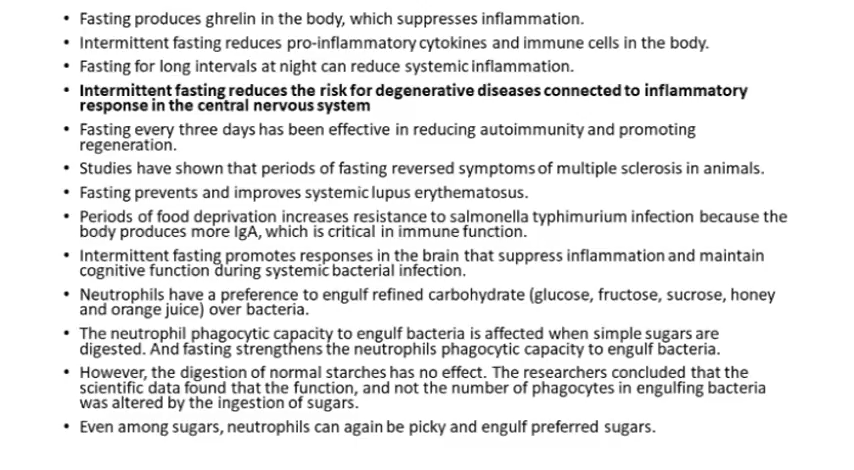 • Fasting produces ghrelin in the body, which suppresses inflammation.
• Intermittent fasting reduces pro-inflammatory cytokines and immune cells in the body.
• Fasting for long intervals at night can reduce systemic inflammation.
• Intermittent fasting reduces the risk for degenerative diseases connected to inflammatory
response in the central nervous system
• Fasting every three days has been effective in reducing autoimmunity and promoting
regeneration.
• Studies have shown that periods of fasting reversed symptoms of multiple sclerosis in animals.
• Fasting prevents and improves systemic lupus erythematosus.
• Periods of food deprivation increases resistance to salmonella typhimurium infection because the
body produces more IgA, which is critical in immune function.
• Intermittent fasting promotes responses in the brain that suppress inflammation and maintain
cognitive function during systemic bacterial infection.
• Neutrophils have a preference to engulf refined carbohydrate (glucose, fructose, sucrose, honey
and orange juice) over bacteria.
• The neutrophil phagocytic capacity to engulf bacteria is affected when simple sugars are
digested. And fasting strengthens the neutrophils phagocytic capacity to engulf bacteria.
• However, the digestion of normal starches has no effect. The researchers concluded that the
scientific data found that the function, and not the number of phagocytes in engulfing bacteria
was altered by the ingestion of sugars.
• Even among sugars, neutrophils can again be picky and engulf preferred sugars.